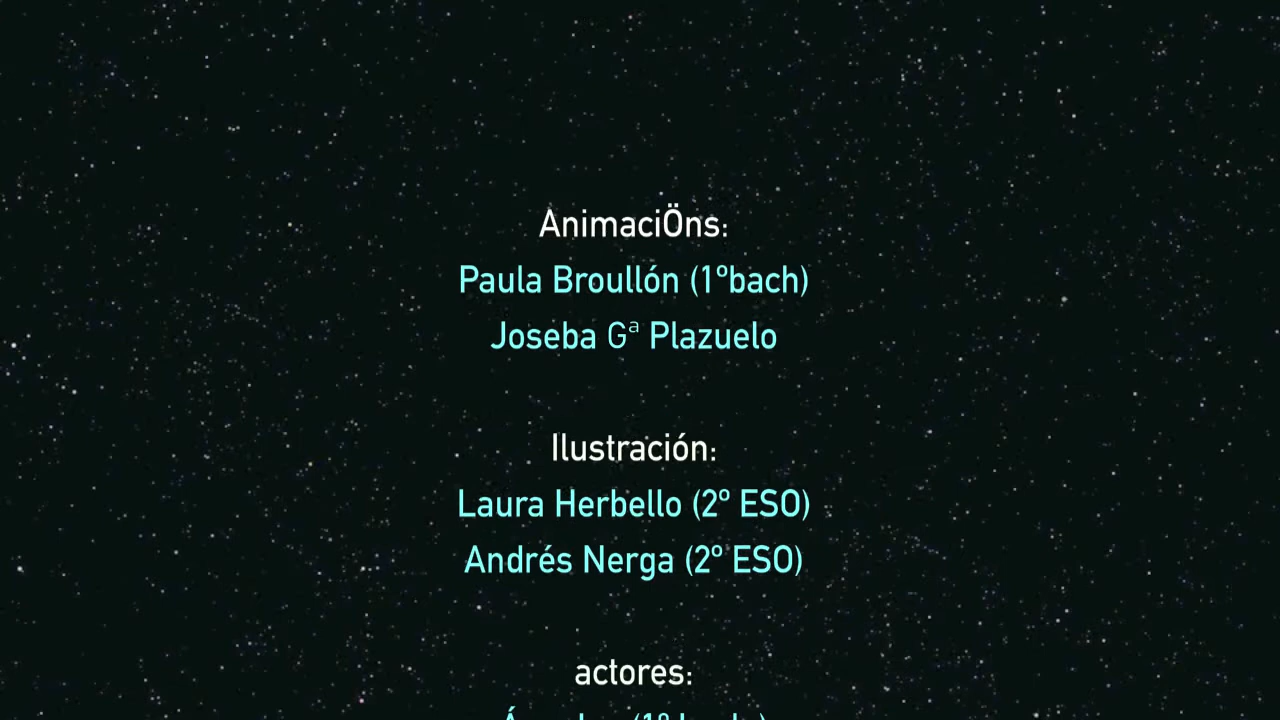 AnimaciÖns:
Paula Broullón (1ºbach)
Joseba Gª Plazuelo
Ilustración:
Laura Herbello (2º ESO)
Andrés Nerga (2º ESO)
actores: